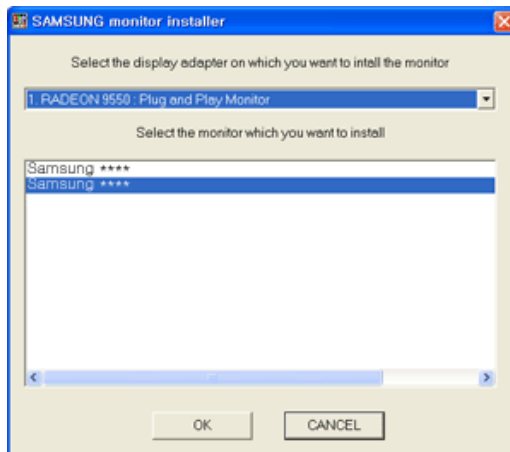 SAMSUNG monitor installer
Select the display adapter on which you want to intall the monitor
1. RADEON 9550 : Plug and Play Monitor
Select the monitor which you want to install
Samsung ****
Samsung ****
OK
CANCEL